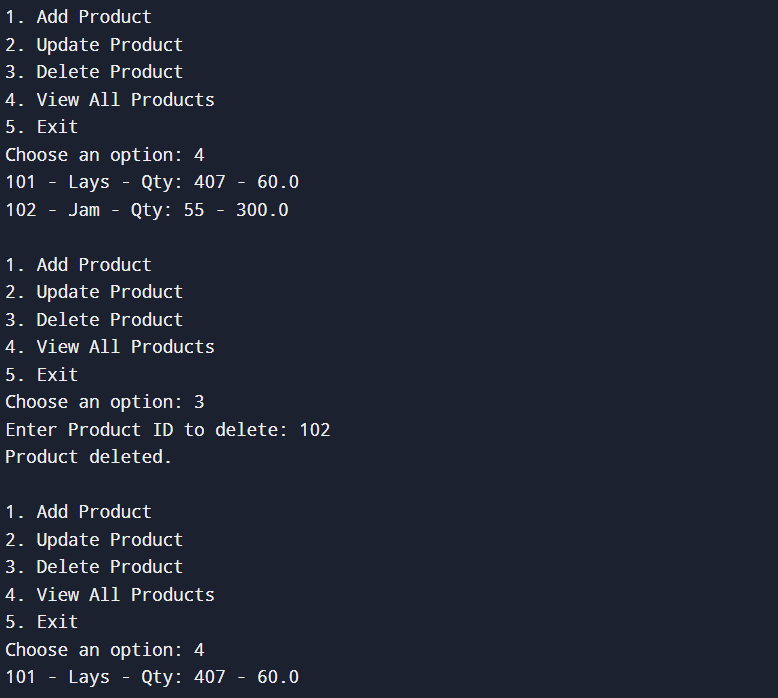 1. Add Product
2. Update Product
3. Delete Product
4. View All Products
5. Exit
Choose an option: 4
101 - Lays - Qty: 407 - 60.0
102 - Jam - Qty: 55 - 300.0

1. Add Product
2. Update Product
3. Delete Product
4. View All Products
5. Exit
Choose an option: 3
Enter Product ID to delete: 102
Product deleted.

1. Add Product
2. Update Product
3. Delete Product
4. View All Products
5. Exit
Choose an option: 4
101 - Lays - Qty: 407 - 60.0